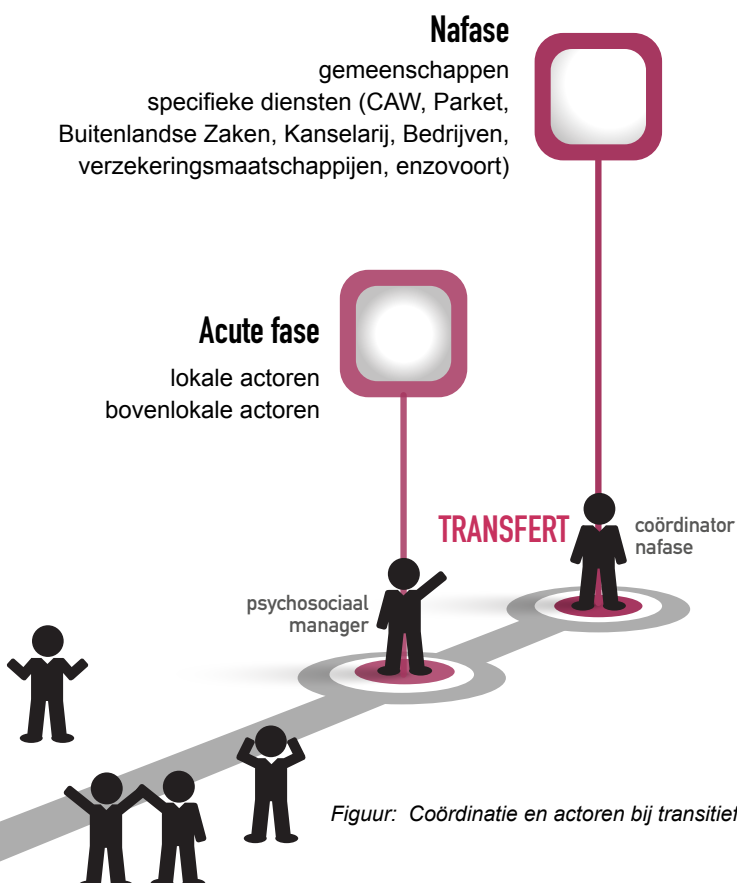 Nafase
gemeenschappen
specifieke diensten (CAW, Parket,
Buitenlandse Zaken, Kanselarij, Bedrijven,
verzekeringsmaatschappijen, enzovoort)
Acute fase
lokale actoren
bovenlokale actoren
TRANSFERT
coördinator
nafase
psychosociaal
manager
Figuur: Coördinatie en actoren bij transitief